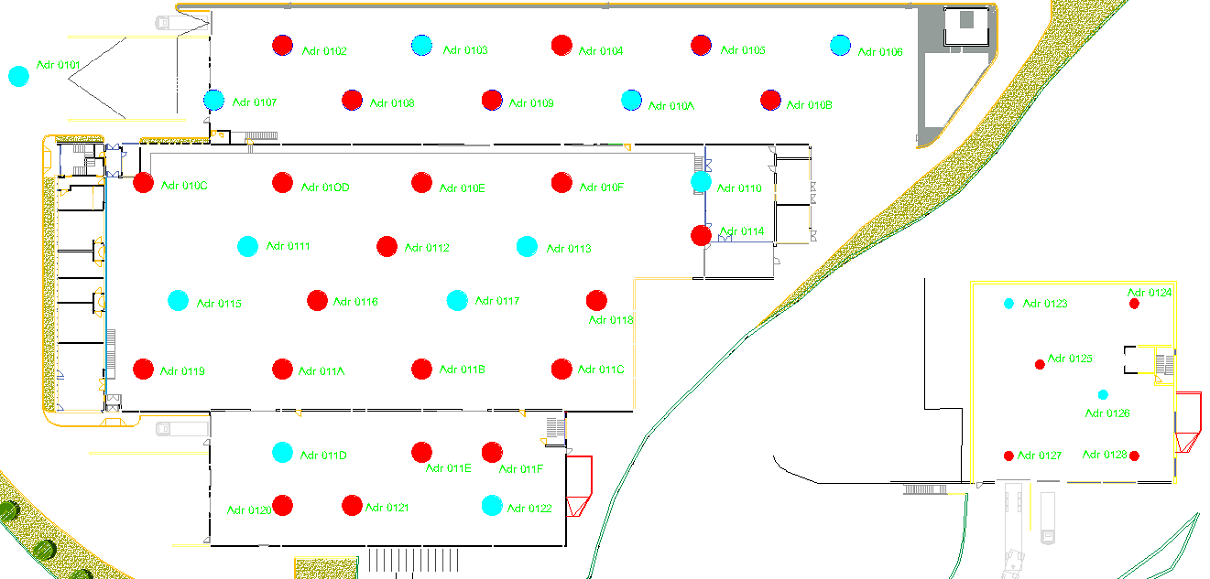 Adr 0101
Adr 0102
Adr 0103
Adr 0104
Adr 0105
Adr 0106
Adr 0107
Adr 0108
Adr 0109
Adr 010A
Adr 010B
Adr 010C
Adr 010D
Adr 010E
Adr 010F
Adr 0110
Adr 0111
Adr 0112
Adr 0113
Adr 0114
Adr 0115
Adr 0116
Adr 0117
Adr 0118
Adr 0119
Adr 011A
Adr 011B
Adr 011C
Adr 011D
Adr 011E
Adr 011F
Adr 0120
Adr 0121
Adr 0122
Adr 0123
Adr 0124
Adr 0125
Adr 0126
Adr 0127
Adr 0128